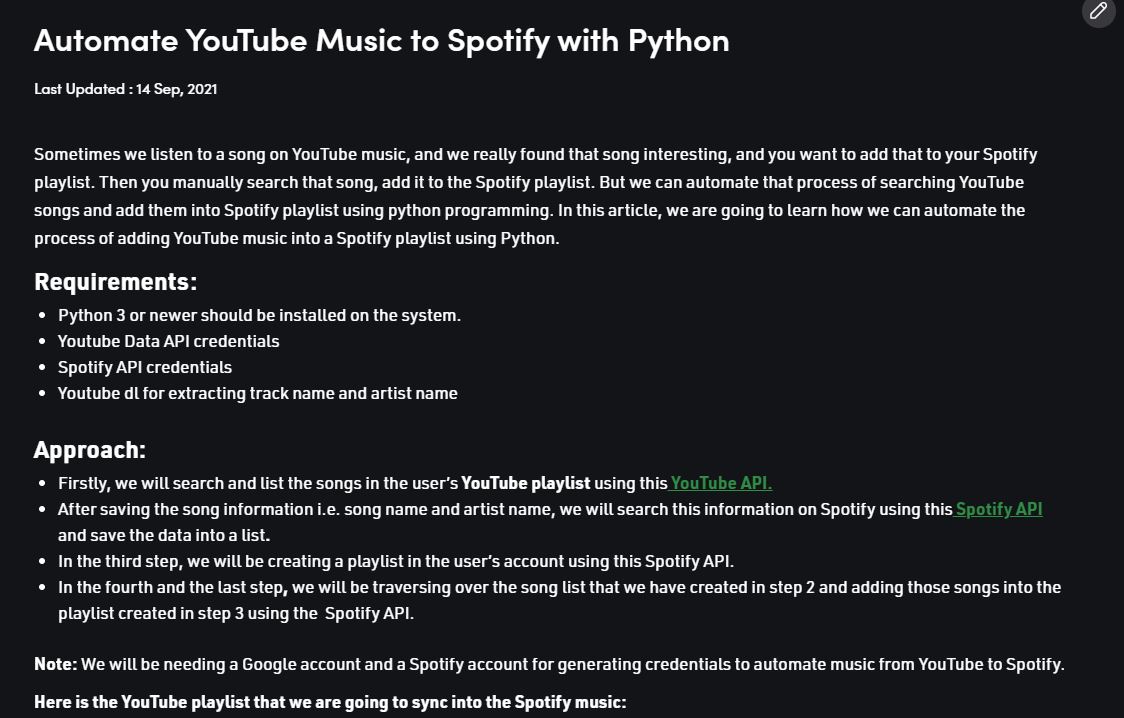 Automate YouTube Music to Spotify with Python
Last Updated : 14 Sep, 2021
Sometimes we listen to a song on YouTube music, and we really found that song interesting, and you want to add that to your Spotify
playlist. Then you manually search that song, add it to the Spotify playlist. But we can automate that process of searching YouTube
songs and add them into Spotify playlist using python programming. In this article, we are going to learn how we can automate the
process of adding YouTube music into a Spotify playlist using Python.
Requirements:
• Python 3 or newer should be installed on the system.
• Youtube Data API credentials
• Spotify API credentials
• Youtube dl for extracting track name and artist name
Approach:
• Firstly, we will search and list the songs in the user's YouTube playlist using this YouTube API.
• After saving the song information i.e. song name and artist name, we will search this information on Spotify using this Spotify API
and save the data into a list.
• In the third step, we will be creating a playlist in the user's account using this Spotify API.
• In the fourth and the last step, we will be traversing over the song list that we have created in step 2 and adding those songs into the
playlist created in step 3 using the  Spotify API.
Note: We will be needing a Google account and a Spotify account for generating credentials to automate music from YouTube to Spotify.
Here is the YouTube playlist that we are going to sync into the Spotify music: